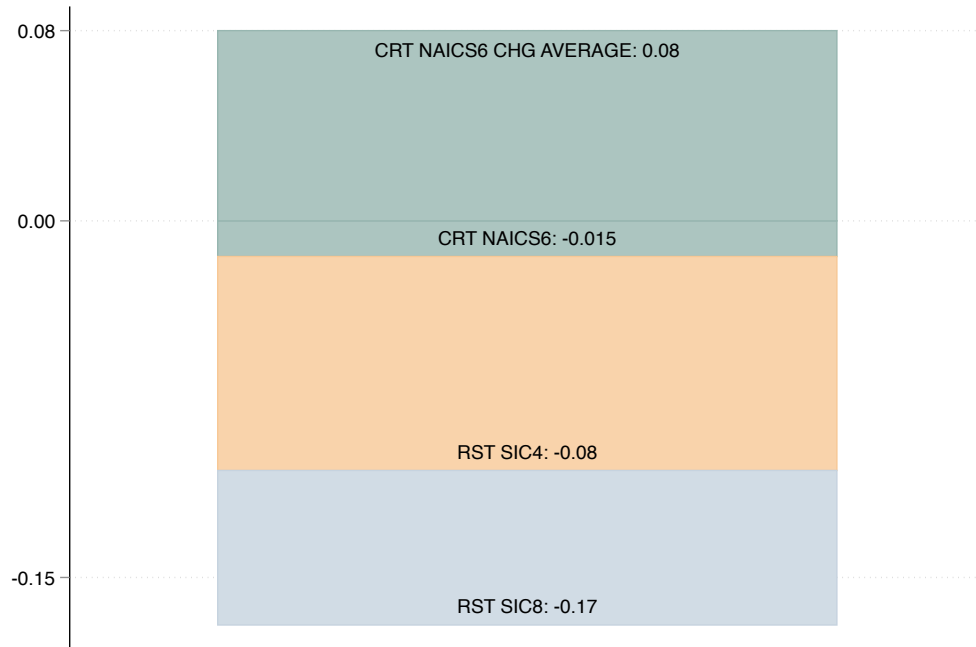 0.08
CRT NAICS6 CHG AVERAGE: 0.08
0.00
CRT NAICS6: -0.015
RST SIC4: -0.08
-0.15
RST SIC8: -0.17